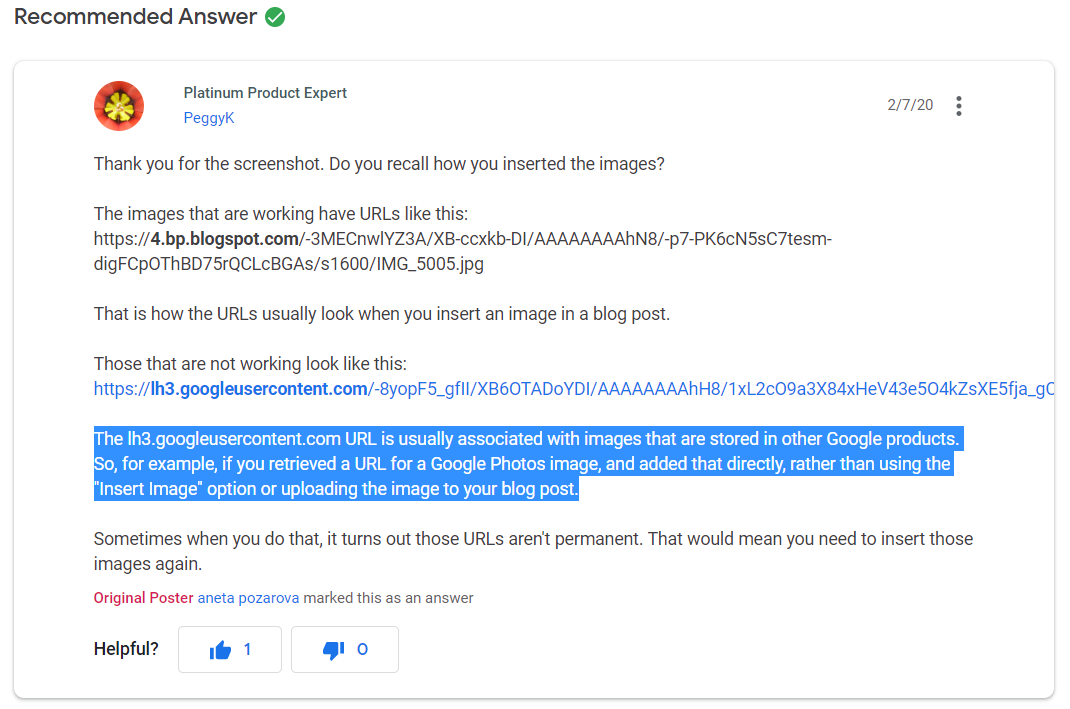 Recommended Answer
Platinum Product Expert
PeggyK
2/7/20
Thank you for the screenshot. Do you recall how you inserted the images?
The images that are working have URLs like this:
https://4.bp.blogspot.com/-3MECnwlYZ3A/XB-ccxkb-DI/AAAAAAAAhN8/-p7-PK6cN5sC7tesm-
digFCpOThBD75rQCLcBGAs/s1600/IMG_5005.jpg
That is how the URLs usually look when you insert an image in a blog post.
Those that are not working look like this:
https://lh3.googleusercontent.com/-8yopF5_gfII/XB6OTADoYDI/AAAAAAAAhH8/1xL2cO9a3X84xHeV43e5O4kZsXE5fja_gC
The lh3.googleusercontent.com URL is usually associated with images that are stored in other Google products.
So, for example, if you retrieved a URL for a Google Photos image, and added that directly, rather than using the
"Insert Image" option or uploading the image to your blog post.
Sometimes when you do that, it turns out those URLs aren't permanent. That would mean you need to insert those
images again.
Original Poster aneta pozarova marked this as an answer
Helpful? 1 0